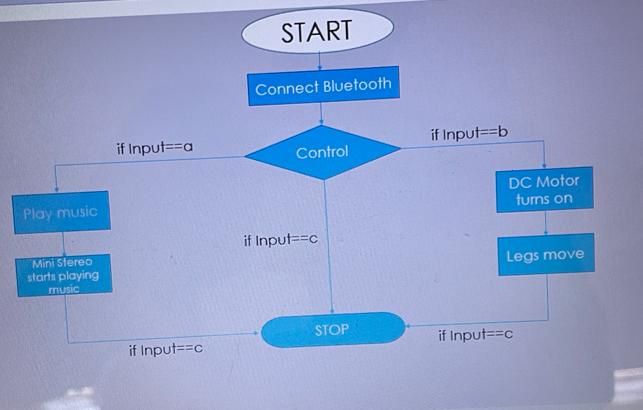 START
Connect Bluetooth
if Input==a
Control
if Input==b
Play music
DC Motor
turns on
if Input==c
Mini Stereo
starts playing
music
Legs move
STOP
if Input==c
if Input==c